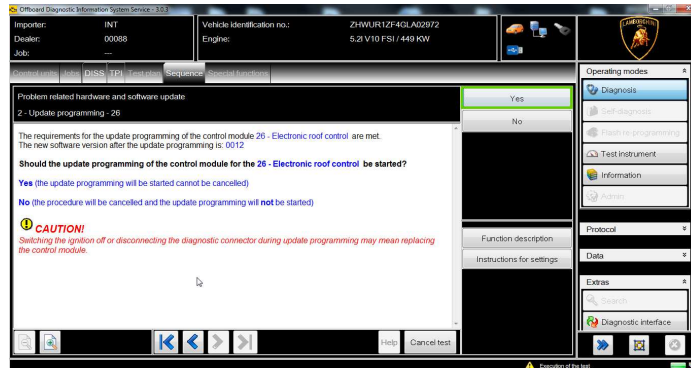 Offboard Diagnostic Information System Service - 3.0.3
Importer: INT
Dealer: 00088
Job: ---
Vehicle identification no.: ZHWUR1ZF4GLA02972
Engine: 5.2l V10 FSI / 449 KW
LAMBORGHINI
Control units Jobs DISS TPI Test plan Sequence Special functions
Problem related hardware and software update
2 - Update programming - 26
The requirements for the update programming of the control module 26 - Electronic roof control are met.
The new software version after the update programming is: 0012
Should the update programming of the control module for the 26 - Electronic roof control be started?
Yes (the update programming will be started cannot be cancelled)
No (the procedure will be cancelled and the update programming will not be started)
CAUTION!
Switching the ignition off or disconnecting the diagnostic connector during update programming may mean replacing
the control module.
Help
Cancel test
Yes
No
Function description
Instructions for settings
Operating modes
Diagnosis
Self-diagnosis
Flash re-programming
Test instrument
Information
Admin
Protocol
Data
Extras
Search
Diagnostic interface
Execution of the test